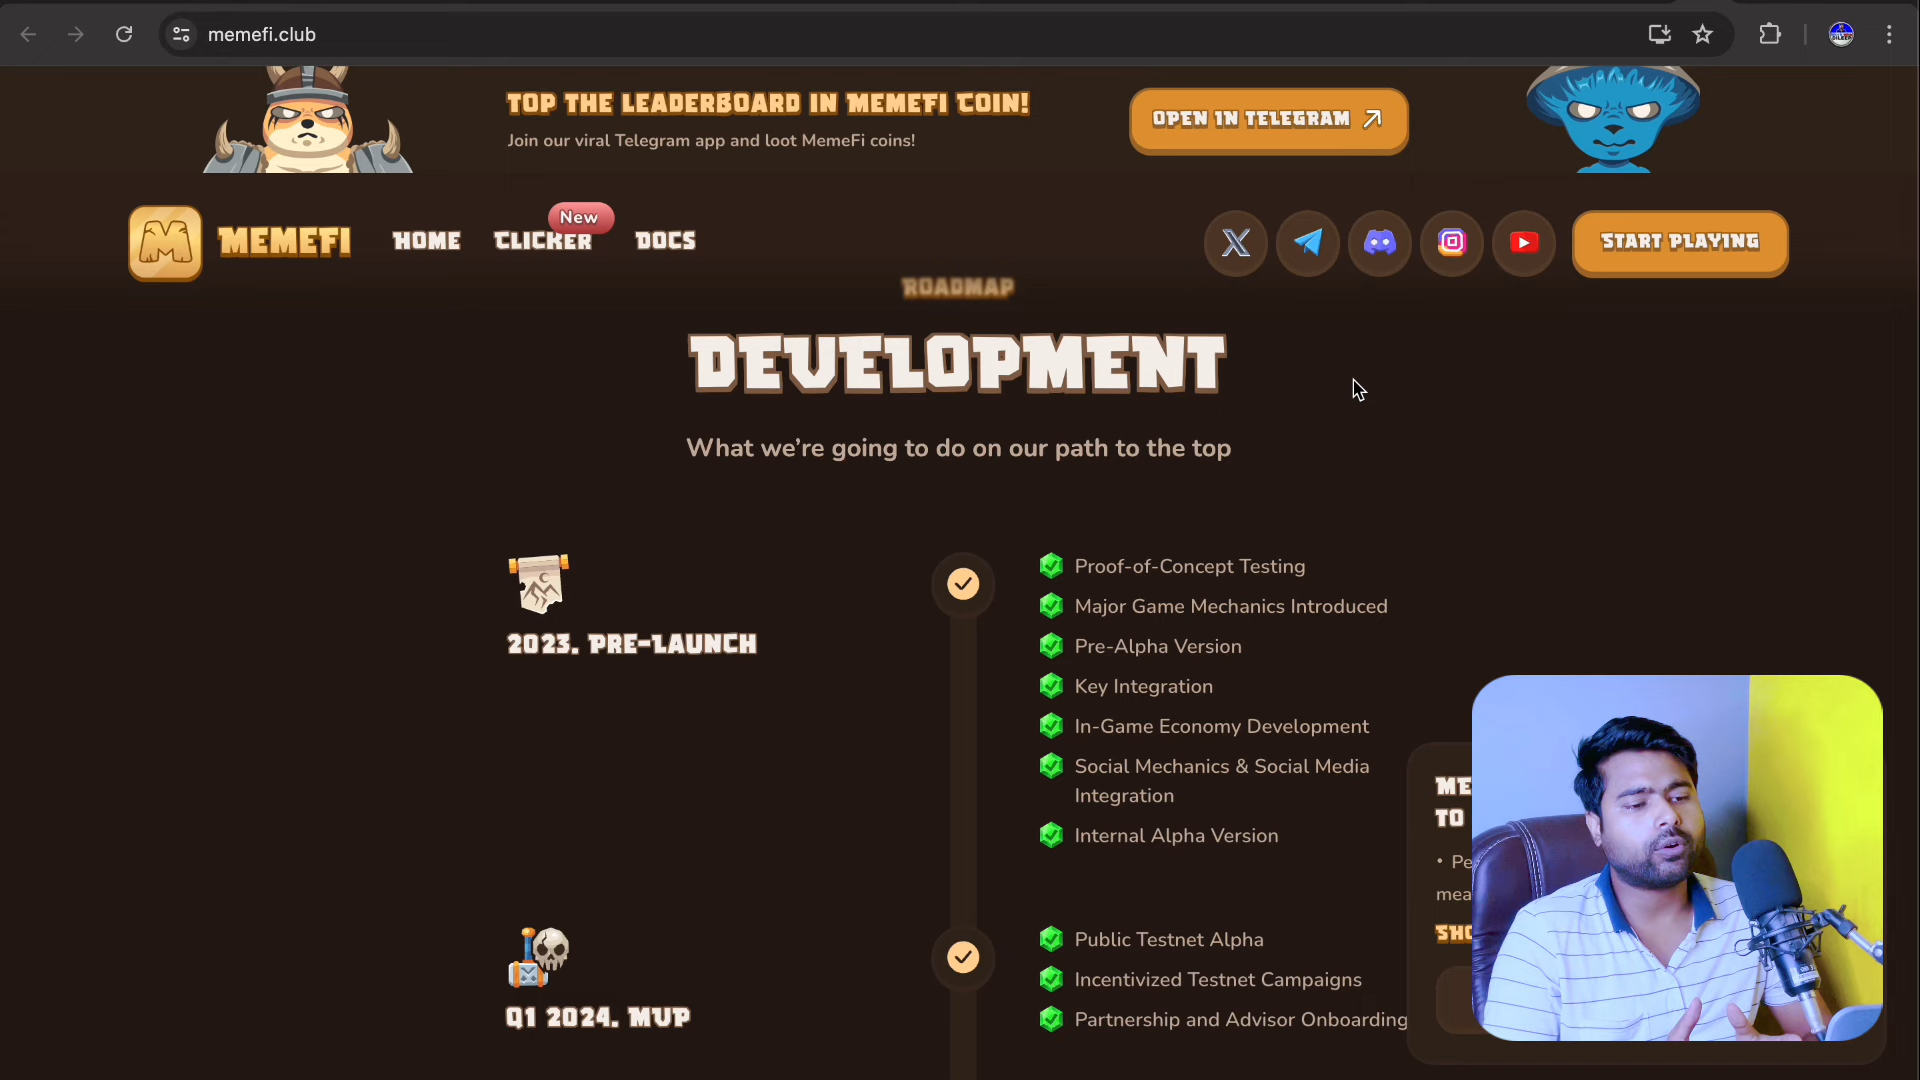 memefi.club
TOP THE LEADERBOARD IN MEMEFI COIN!
Join our viral Telegram app and loot MemeFi coins!
OPEN IN TELEGRAM
MEMEFI
HOME
CLICKER
New
DOCS
START PLAYING
ROADMAP
DEVELOPMENT
What we're going to do on our path to the top
2023. PRE-LAUNCH
Proof-of-Concept Testing
Major Game Mechanics Introduced
Pre-Alpha Version
Key Integration
In-Game Economy Development
Social Mechanics & Social Media
Integration
Internal Alpha Version
Q1 2024. MVP
Public Testnet Alpha
Incentivized Testnet Campaigns
Partnership and Advisor Onboarding
TO